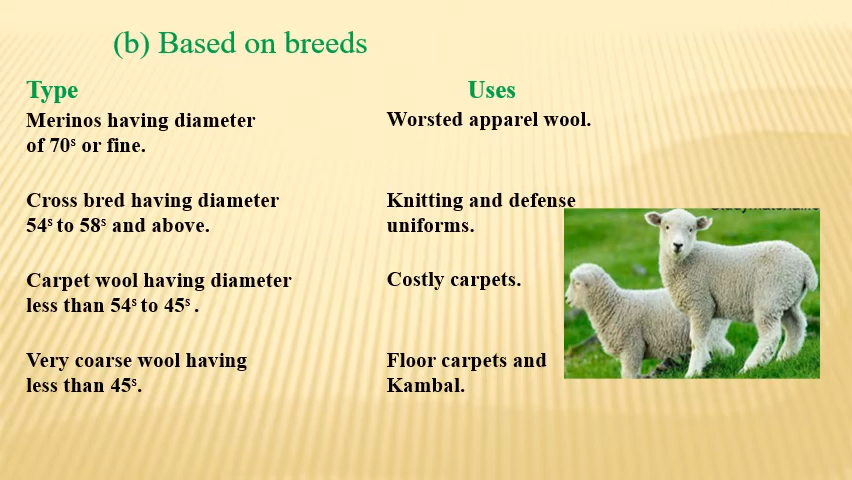 (b) Based on breeds
Type
Uses
Merinos having diameter
of 70ˢ or fine.
Worsted apparel wool.
Cross bred having diameter
54ˢ to 58ˢ and above.
Knitting and defense
uniforms.
Carpet wool having diameter
less than 54ˢ to 45ˢ .
Costly carpets.
Very coarse wool having
less than 45ˢ.
Floor carpets and
Kambal.